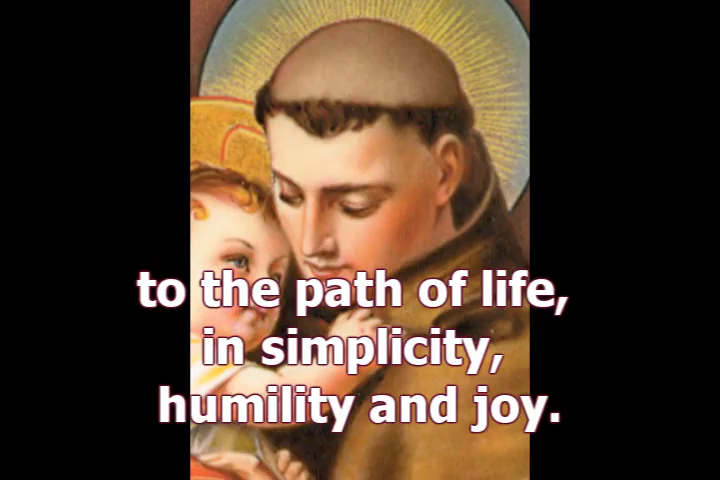 to the path of life,
in simplicity,
humility and joy.